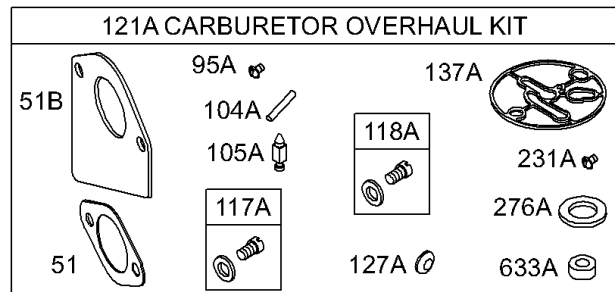 121A CARBURETOR OVERHAUL KIT
95A
137A
51B
104A
118A
105A
231A
117A
276A
51
127A
633A